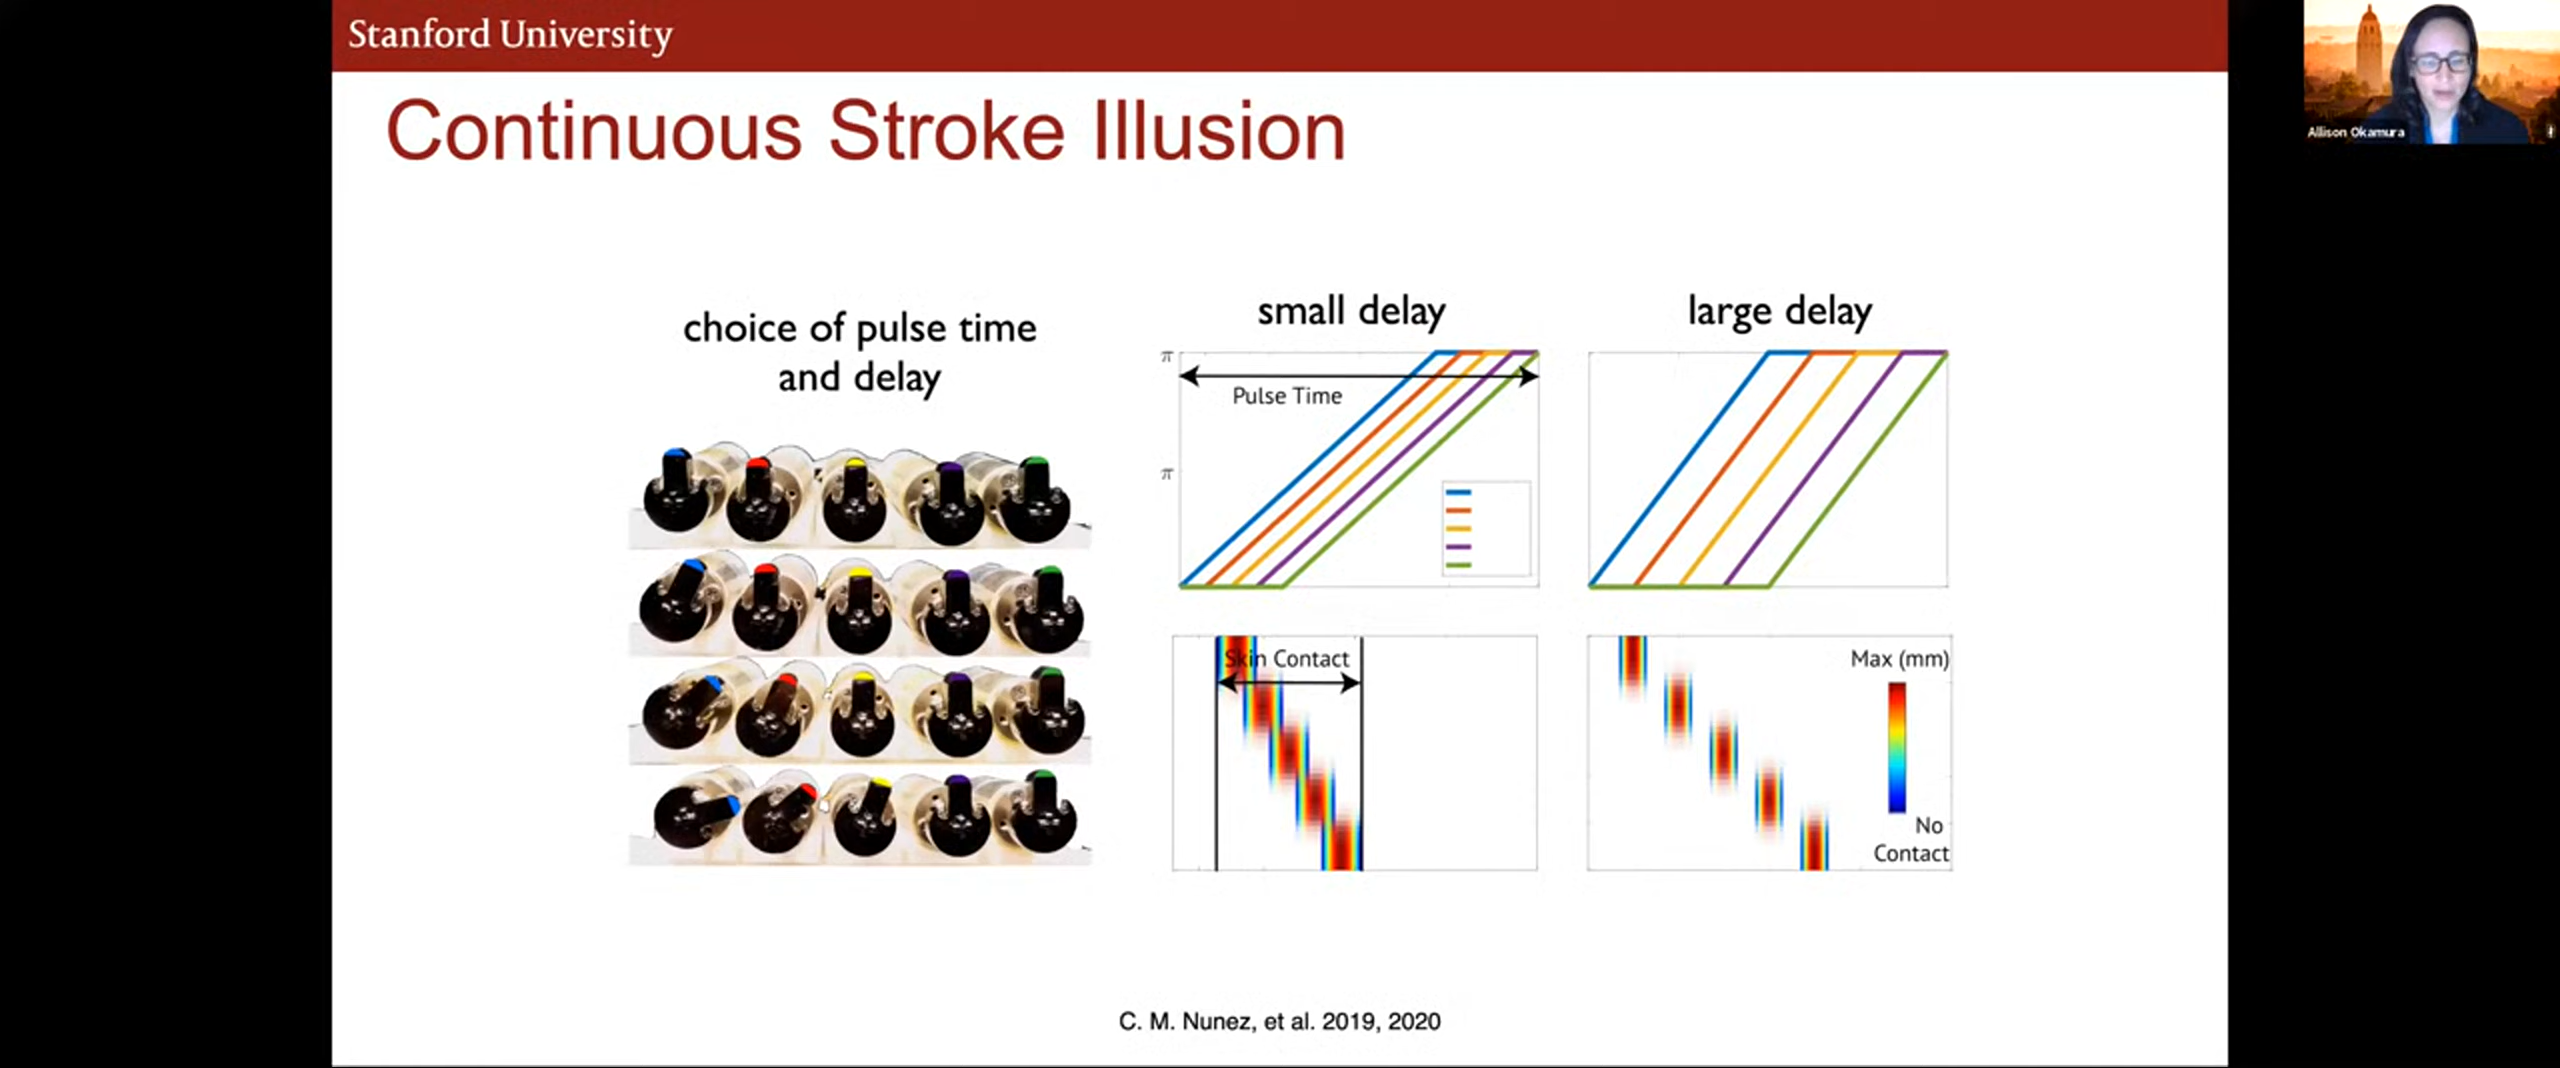 Stanford University
Continuous Stroke Illusion
choice of pulse time
and delay
small delay
π
Pulse Time
π
large delay
Skin Contact
Max (mm)
No
Contact
C. M. Nunez, et al. 2019, 2020
Allison Okamura